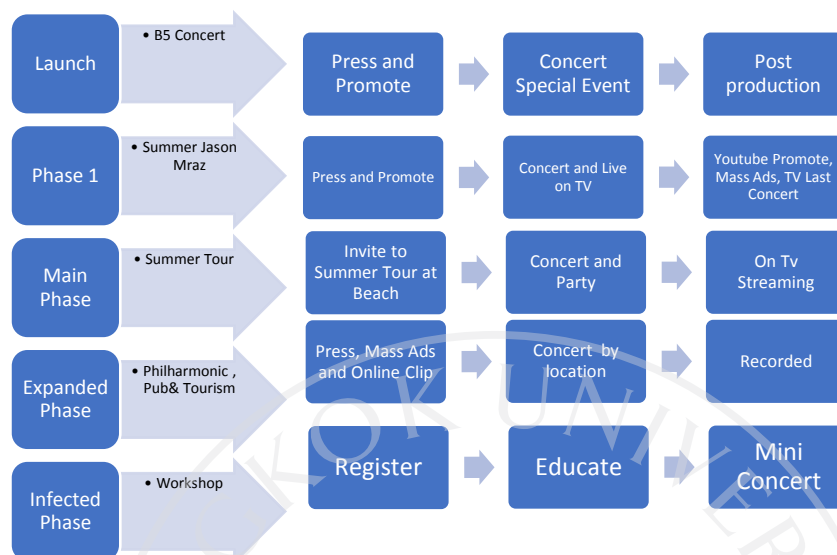 Launch
• B5 Concert
Press and
Promote
Concert
Special Event
Post
production
Phase 1
• Summer Jason
Mraz
Press and Promote
Concert and Live
on TV
Youtube Promote,
Mass Ads, TV Last
Concert
Main
Phase
• Summer Tour
Invite to
Summer Tour at
Beach
Concert and
Party
On Tv
Streaming
Expanded
Phase
• Philharmonic ,
Pub& Tourism
Press, Mass Ads
and Online Clip
Concert by
location
Recorded
Infected
Phase
• Workshop
Register
Educate
Mini
Concert
KOK UNIVER